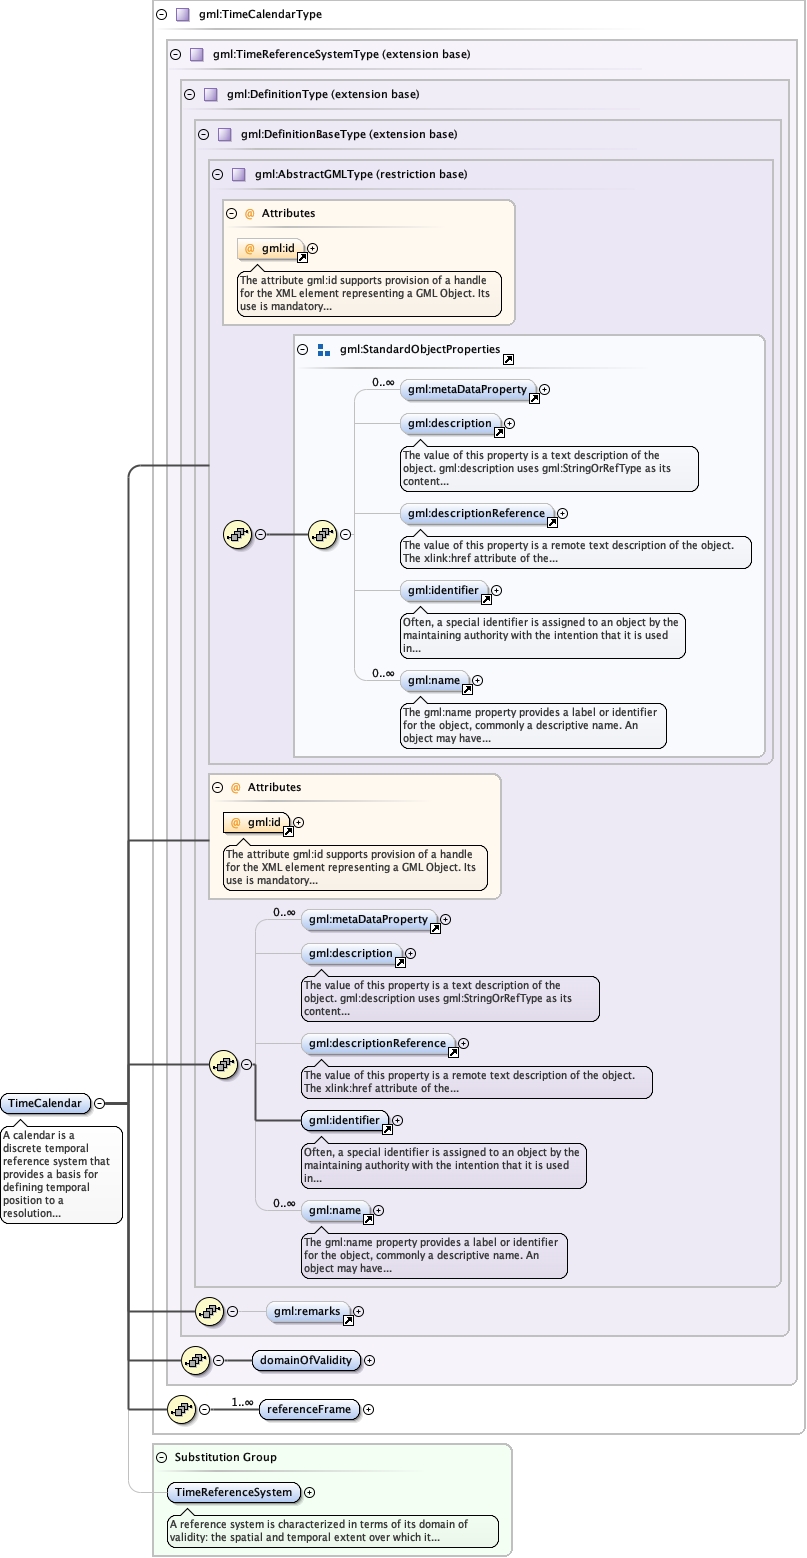 gml:TimeCalendarType
gml:TimeReferenceSystemType (extension base)
gml:DefinitionType (extension base)
gml:DefinitionBaseType (extension base)
gml:AbstractGMLType (restriction base)
@ Attributes
@ gml:id
The attribute gml:id supports provision of a handle
for the XML element representing a GML Object. Its
use is mandatory...
gml:StandardObjectProperties
0..∞
gml:metaDataProperty
gml:description
The value of this property is a text description of the
object. gml:description uses gml:StringOrRefType as its
content...
gml:descriptionReference
The value of this property is a remote text description of the object.
The xlink:href attribute of the...
gml:identifier
Often, a special identifier is assigned to an object by the
maintaining authority with the intention that it is used
in...
0..∞
gml:name
The gml:name property provides a label or identifier
for the object, commonly a descriptive name. An
object may have...
@ Attributes
@ gml:id
The attribute gml:id supports provision of a handle
for the XML element representing a GML Object. Its
use is mandatory...
0..∞
gml:metaDataProperty
gml:description
The value of this property is a text description of the
object. gml:description uses gml:StringOrRefType as its
content...
gml:descriptionReference
The value of this property is a remote text description of the object.
The xlink:href attribute of the...
gml:identifier
Often, a special identifier is assigned to an object by the
maintaining authority with the intention that it is used
in...
0..∞
gml:name
The gml:name property provides a label or identifier
for the object, commonly a descriptive name. An
object may have...
TimeCalendar
A calendar is a
discrete temporal
reference system that
provides a basis for
defining temporal
position to a
resolution...
gml:remarks
domainOfValidity
1..∞
referenceFrame
Substitution Group
TimeReferenceSystem
A reference system is characterized in terms of its domain of
validity: the spatial and temporal extent over which it...